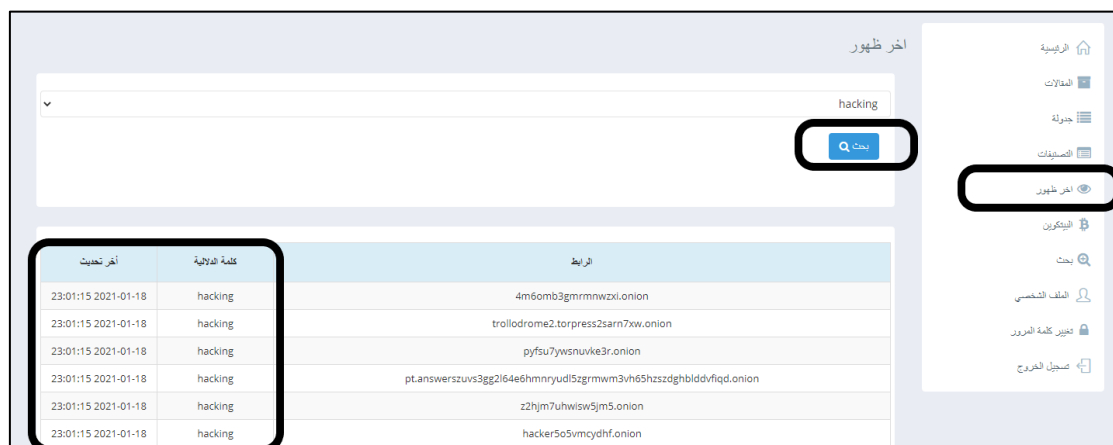 اخر ظهور
الرئيسية
المقالات
جدولة
التصنيفات
اخر ظهور
البيتكوين
بحث
الملف الشخصي
تغيير كلمة المرور
تسجيل الخروج
hacking
بحث
الرابط كلمة الدلالية أخر تحديث
4m6omb3gmrmnwzxi.onion hacking 23:01:15 2021-01-18
trollodrome2.torpress2sarn7xw.onion hacking 23:01:15 2021-01-18
pyfsu7ywsnuvke3r.onion hacking 23:01:15 2021-01-18
pt.answerszuvs3gg2l64e6hmnryudl5zgrmwm3vh65hzszdghblddvfiqd.onion hacking 23:01:15 2021-01-18
z2hjm7uhwisw5jm5.onion hacking 23:01:15 2021-01-18
hacker5o5vmcydhf.onion hacking 23:01:15 2021-01-18